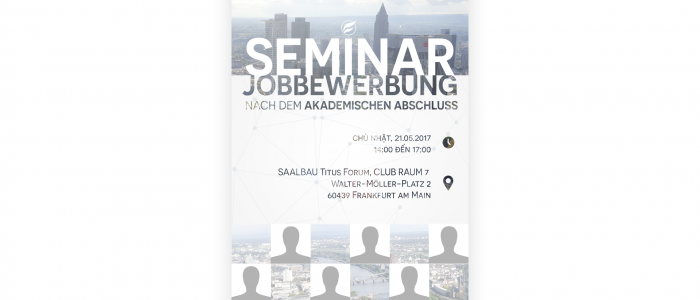 SEMINAR
JOBBEWERBUNG
NACH DEM AKADEMISCHEN ABSCHLUSS
CHỦ NHẬT, 21.05.2017
14:00 ĐẾN 17:00
SAALBAU TITUS FORUM, CLUB RAUM 7
WALTER-MÖLLER-PLATZ 2
60439 FRANKFURT AM MAIN